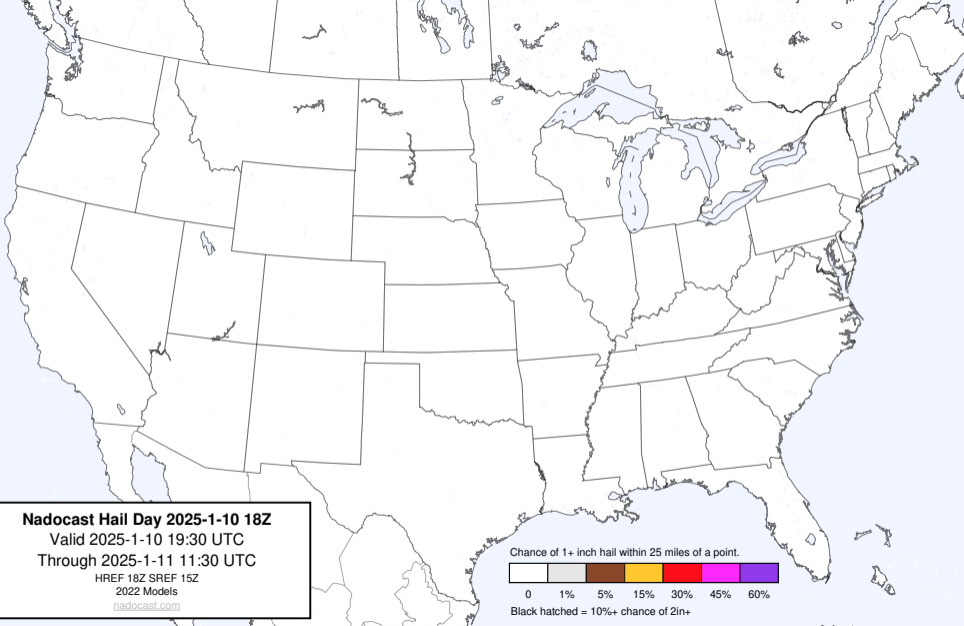 Nadocast Hail Day 2025-1-10 18Z
Valid 2025-1-10 19:30 UTC
Through 2025-1-11 11:30 UTC
HREF 18Z SREF 15Z
2022 Models
nadocast.com
Chance of 1+ inch hail within 25 miles of a point.
0 1% 5% 15% 30% 45% 60%
Black hatched = 10%+ chance of 2in+